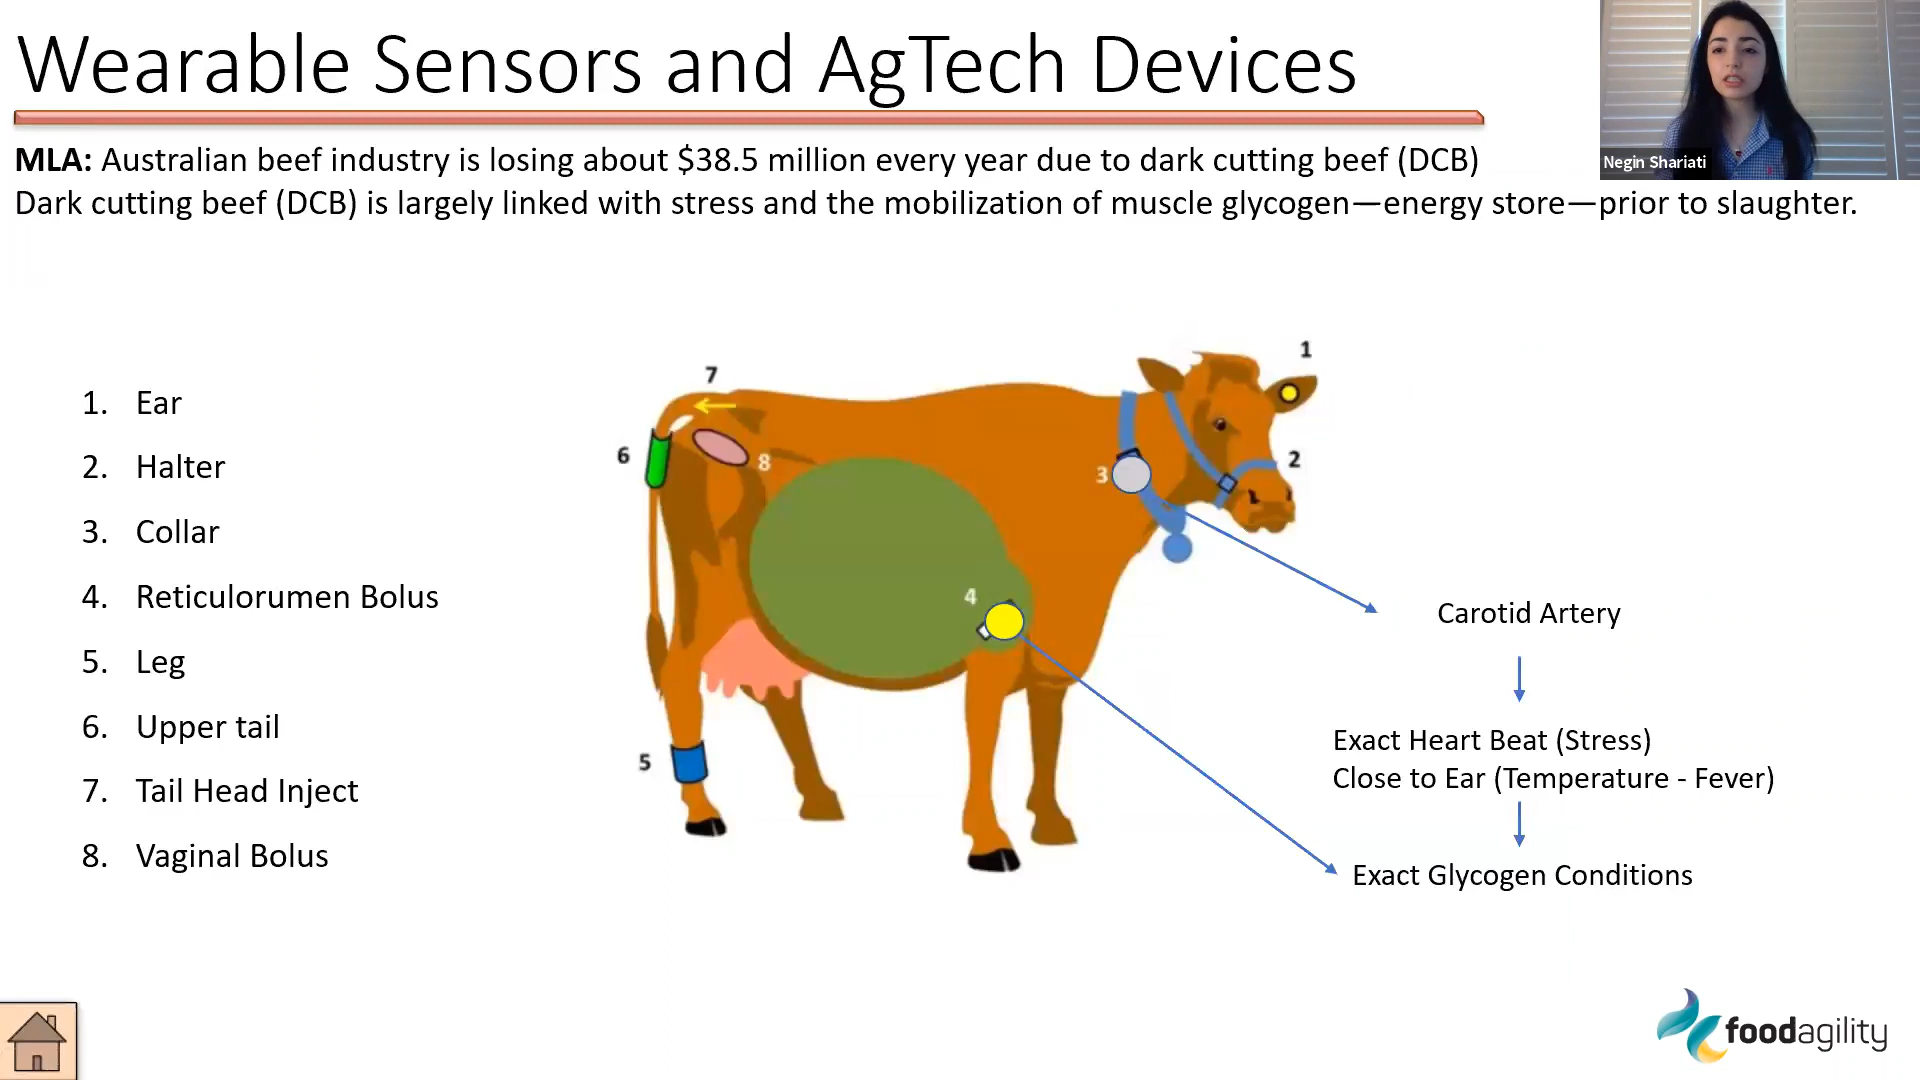 Wearable Sensors and AgTech Devices
Negin Shariati
MLA: Australian beef industry is losing about $38.5 million every year due to dark cutting beef (DCB)
Dark cutting beef (DCB) is largely linked with stress and the mobilization of muscle glycogen—energy store—prior to slaughter.
1. Ear
2. Halter
3. Collar
4. Reticulorumen Bolus
5. Leg
6. Upper tail
7. Tail Head Inject
8. Vaginal Bolus
1
7
6
8
3
2
4
5
Carotid Artery
Exact Heart Beat (Stress)
Close to Ear (Temperature - Fever)
Exact Glycogen Conditions
foodagility